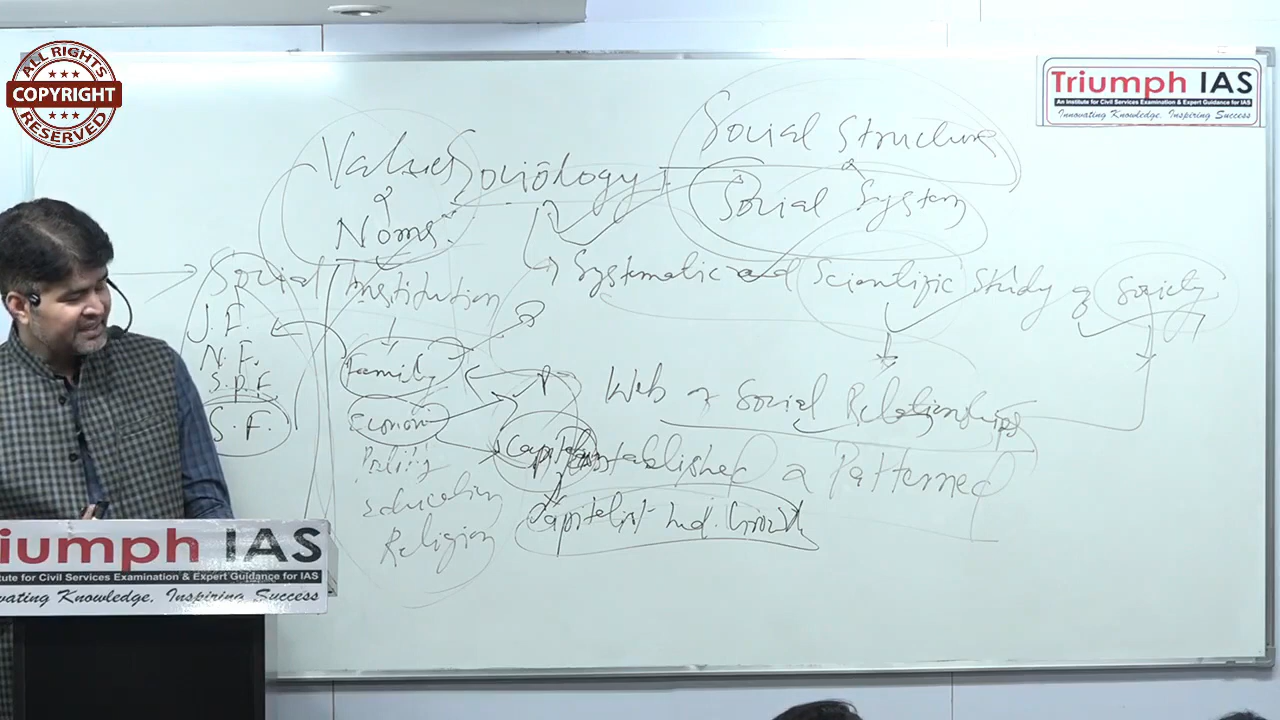 ALL RIGHTS
COPYRIGHT
RESERVED
Triumph IAS
An Institute for Civil Services Examination & Expert Guidance for IAS
Innovating Knowledge, Inspiring Success
Social Structure
Values Sociology
&
Social System
Norms.
Systematic and Scientific Study of Society
Social Institution
J.F.
N.F.
S.P.F
S.F.
Family
Economic
Polity
Education
Religion
Web of Social Relationships
Capitalism
established & Patterned
Capitalist Ind. Growth
iumph IAS
itute for Civil Services Examination & Expert Guidance for IAS
ovating Knowledge, Inspiring Success